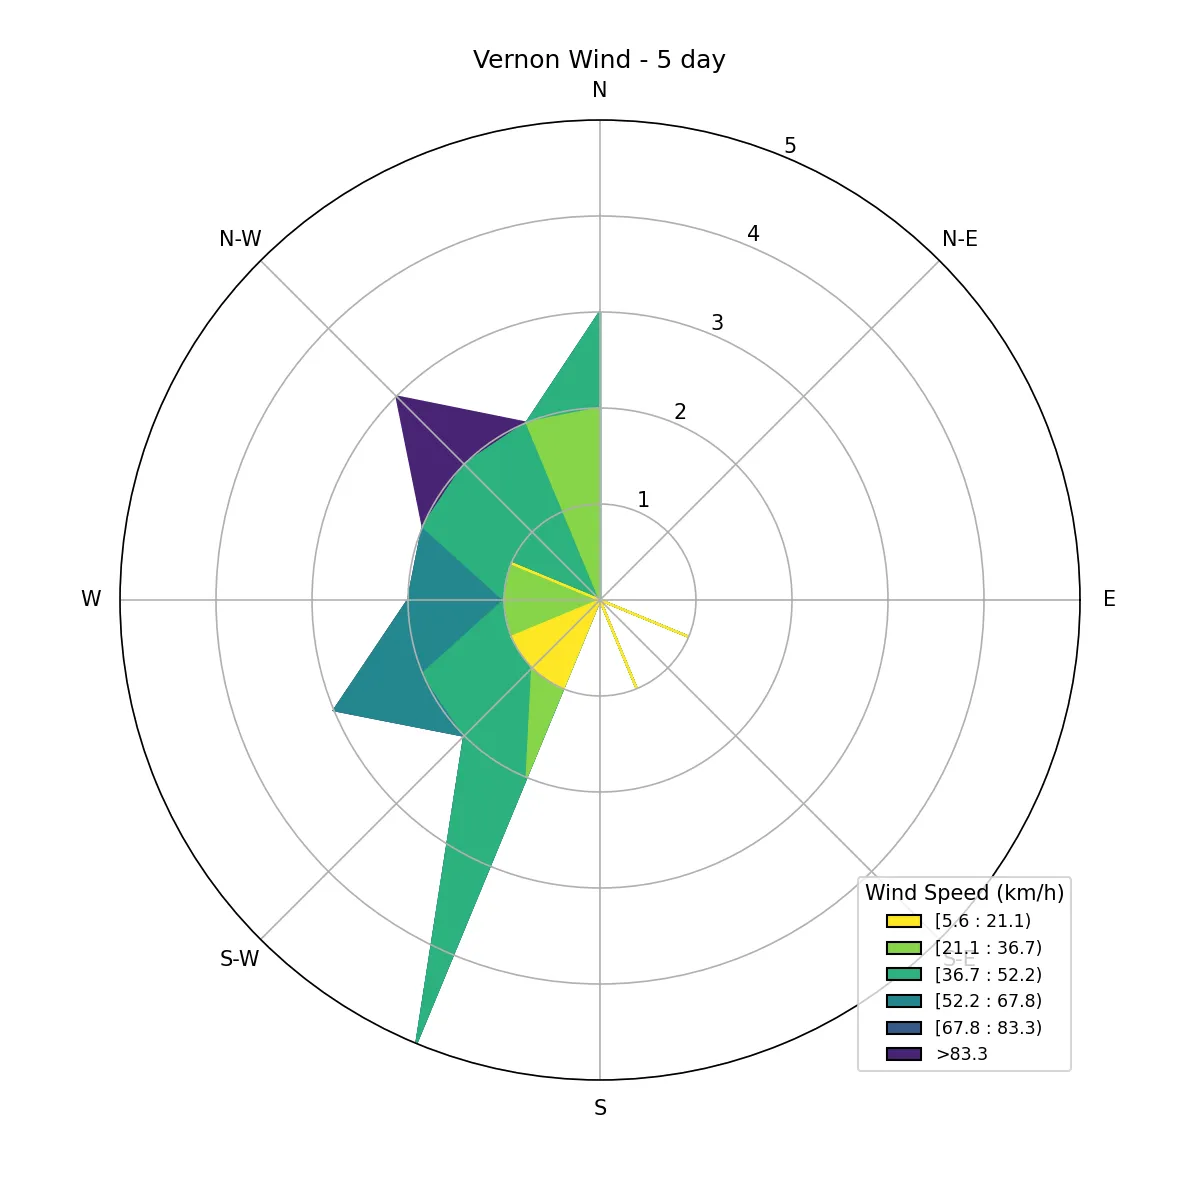 Vernon Wind - 5 day
N
5
N-W
4
N-E
3
2
1
W
E
Wind Speed (km/h)
[5.6 : 21.1)
[21.1 : 36.7)
S-W
S-E
[36.7 : 52.2)
[52.2 : 67.8)
[67.8 : 83.3)
>83.3
S